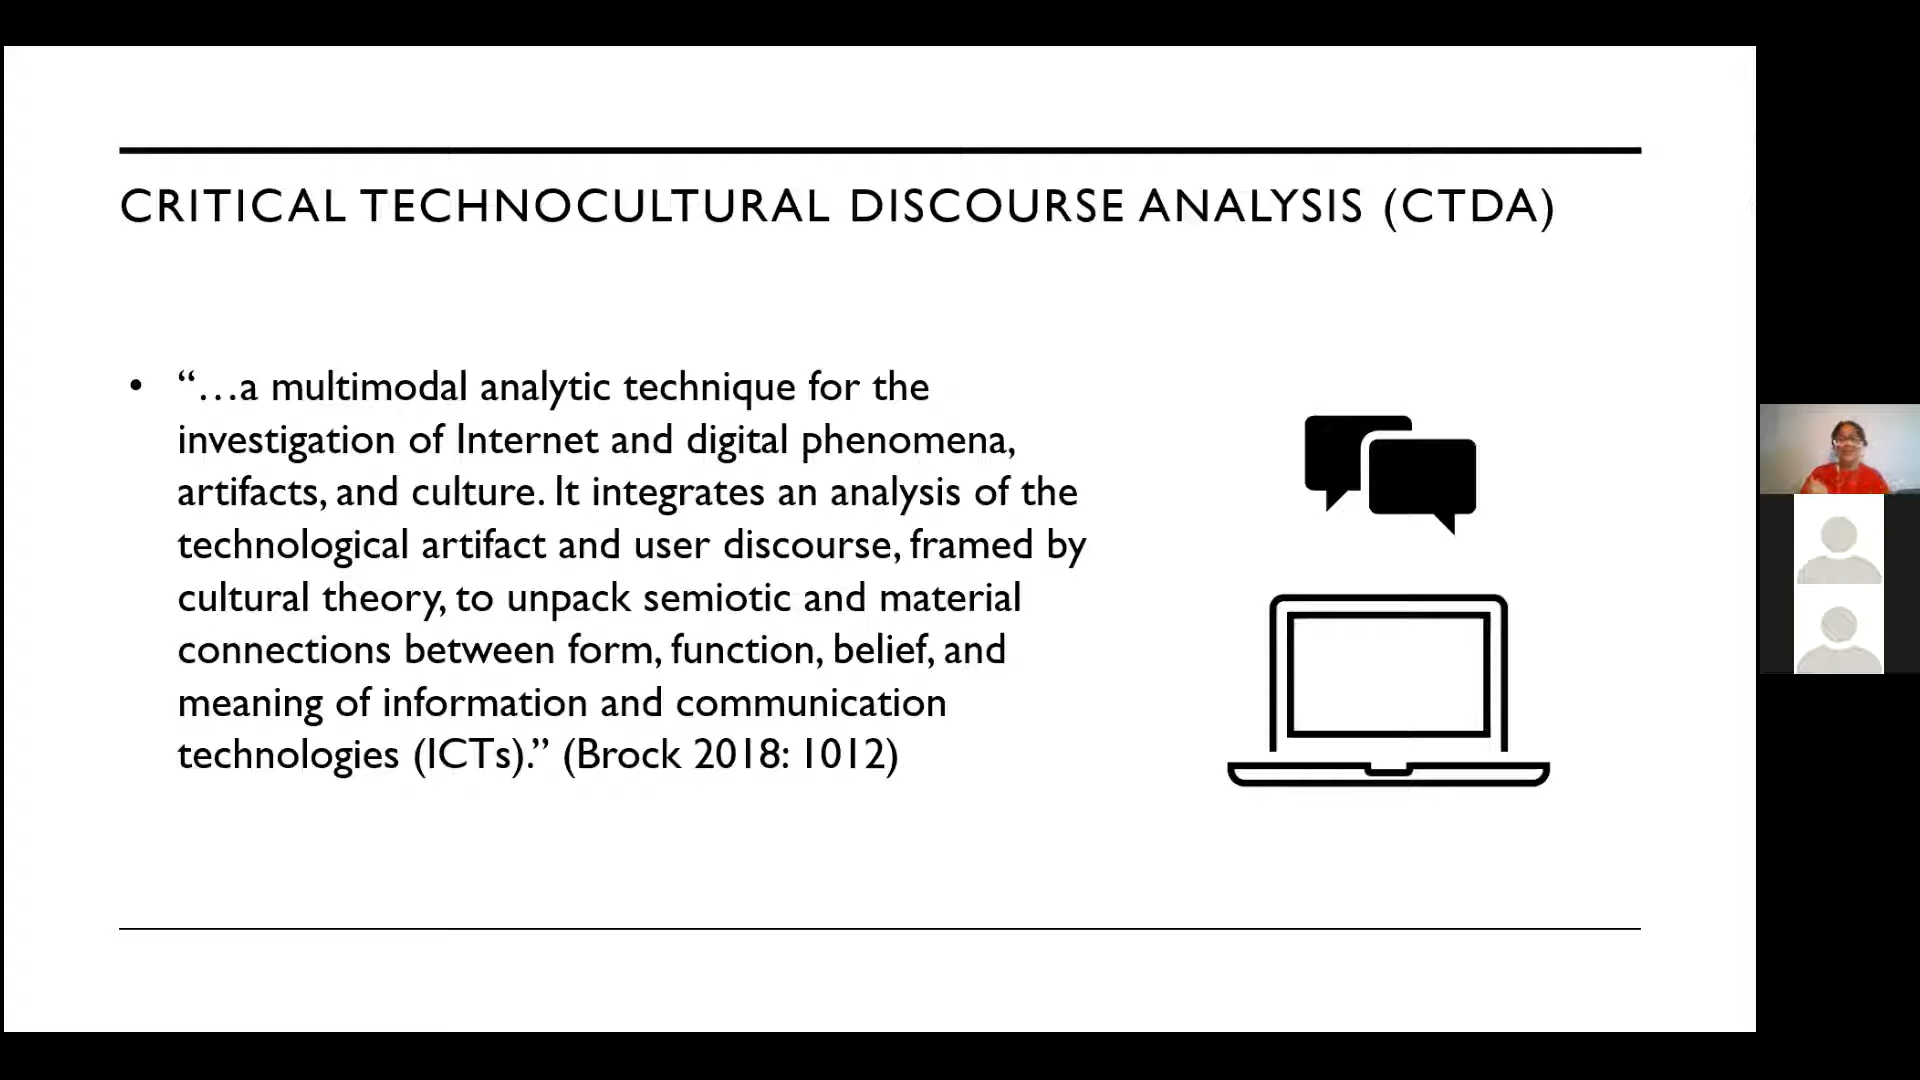 CRITICAL TECHNOCULTURAL DISCOURSE ANALYSIS (CTDA)
• “…a multimodal analytic technique for the
investigation of Internet and digital phenomena,
artifacts, and culture. It integrates an analysis of the
technological artifact and user discourse, framed by
cultural theory, to unpack semiotic and material
connections between form, function, belief, and
meaning of information and communication
technologies (ICTs).” (Brock 2018: 1012)